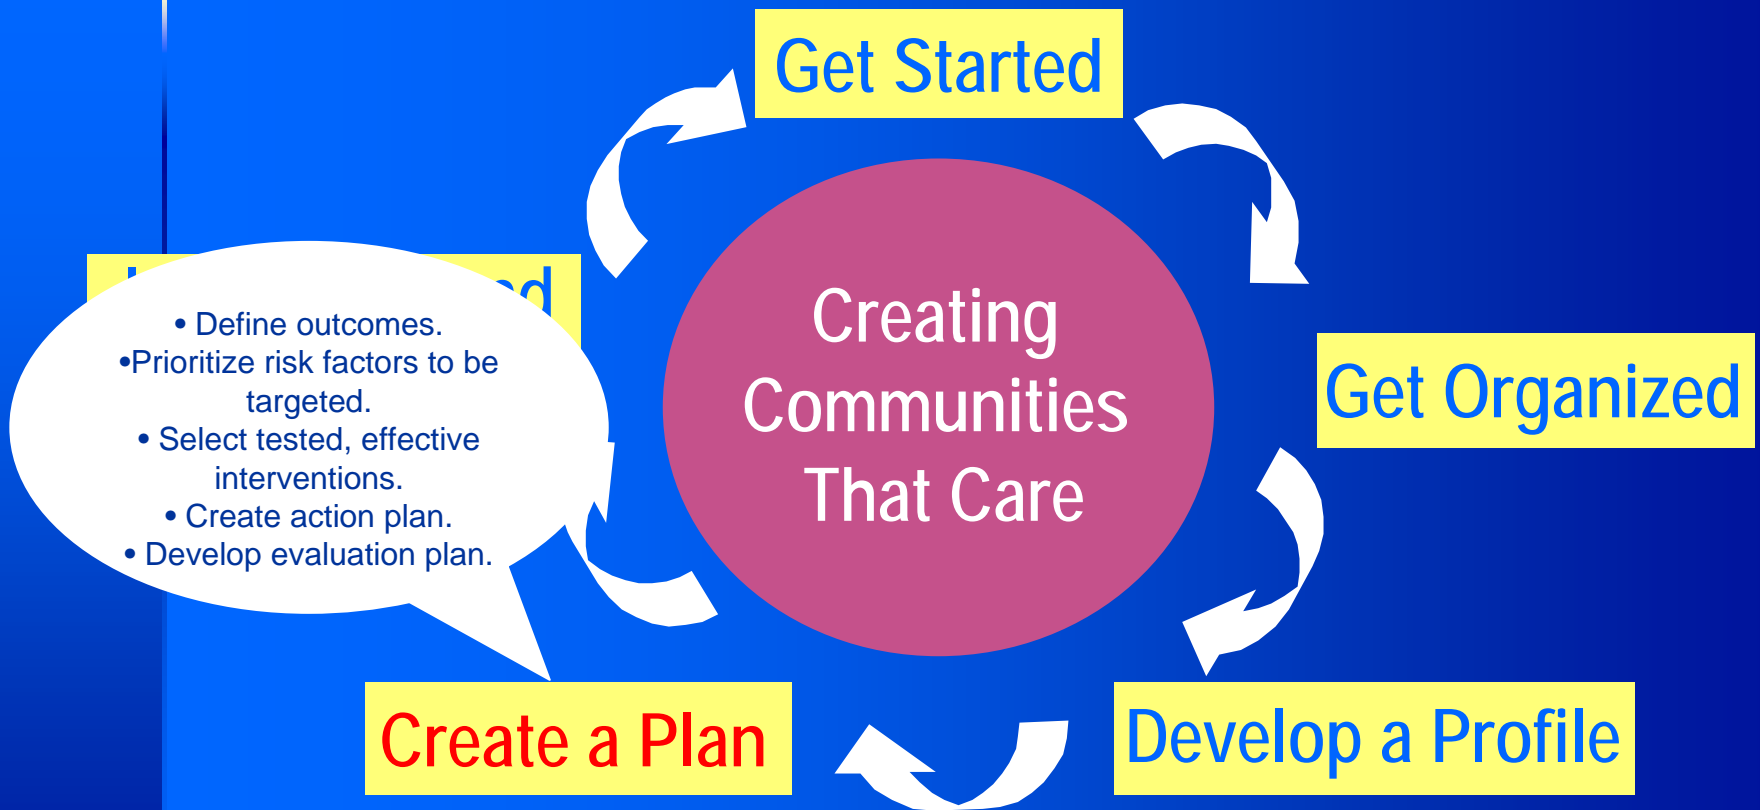 Get Started
Creating
Communities
That Care
Get Organized
• Define outcomes.
•Prioritize risk factors to be
targeted.
• Select tested, effective
interventions.
• Create action plan.
• Develop evaluation plan.
Create a Plan
Develop a Profile